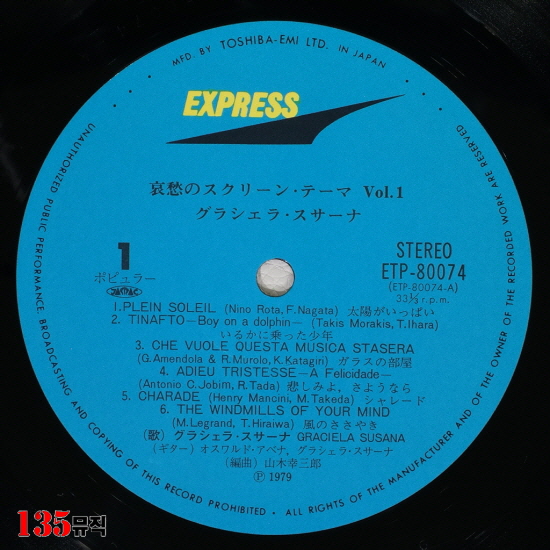 MFD. BY TOSHIBA-EMI LTD. IN JAPAN
EXPRESS
哀愁のスクリーン・テーマ Vol.1
グラシェラ・スサーナ
1
ポピュラー
STEREO
ETP-80074
(ETP-80074-A)
33⅓ r.p.m.
1.PLEIN SOLEIL (Nino Rota, F.Nagata) 太陽がいっぱい
2. TINAFTO—Boy on a dolphin— (Takis Morakis, T.Ihara)
いるかに乗った少年
3. CHE VUOLE QUESTA MUSICA STASERA
(G.Amendola & R.Murolo, K.Katagiri) ガラスの部屋
4. ADIEU TRISTESSE—A Felicidade—
(Antonio C.Jobim, R.Tada) 悲しみよ, さようなら
5. CHARADE (Henry Mancini, M.Takeda) シャレード
6. THE WINDMILLS OF YOUR MIND
(M.Legrand, T.Hiraiwa) 風のささやき
(歌) グラシェラ・スサーナ GRACIELA SUSANA
(ギター) オスワルド・アベナ, グラシェラ・スサーナ
(編曲) 山木幸三郎
Ⓟ 1979
UNAUTHORIZED PUBLIC PERFORMANCE, BROADCASTING AND COPYING OF THIS RECORD PROHIBITED • ALL RIGHTS OF THE MANUFACTURER AND OF THE OWNER OF THE RECORDED WORK ARE RESERVED
135뮤직